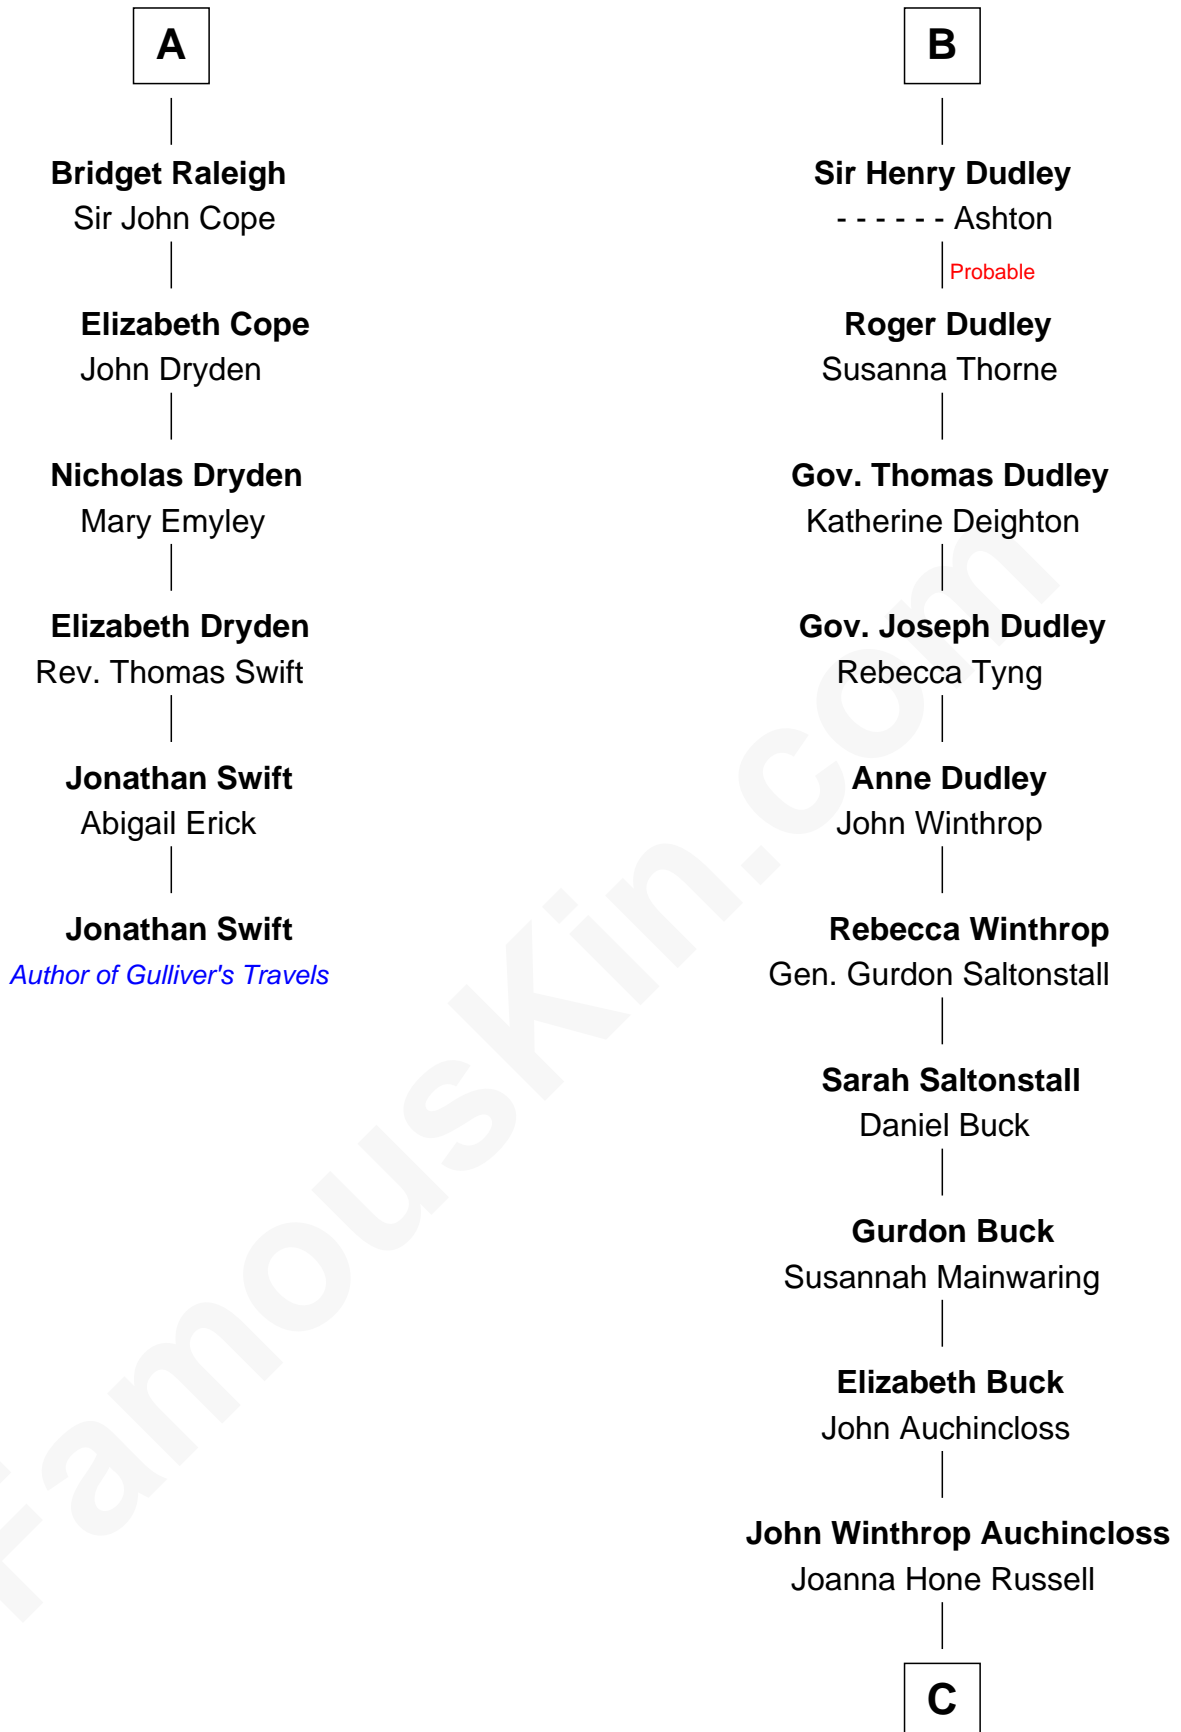 A
Bridget Raleigh
Sir John Cope
Elizabeth Cope
John Dryden
Nicholas Dryden
Mary Emyley
Elizabeth Dryden
Rev. Thomas Swift
Jonathan Swift
Abigail Erick
Jonathan Swift
Author of Gulliver's Travels
B
Sir Henry Dudley
- - - - - - Ashton
Probable
Roger Dudley
Susanna Thorne
Gov. Thomas Dudley
Katherine Deighton
Gov. Joseph Dudley
Rebecca Tyng
Anne Dudley
John Winthrop
Rebecca Winthrop
Gen. Gurdon Saltonstall
Sarah Saltonstall
Daniel Buck
Gurdon Buck
Susannah Mainwaring
Elizabeth Buck
John Auchincloss
John Winthrop Auchincloss
Joanna Hone Russell
C
FamousKin.com